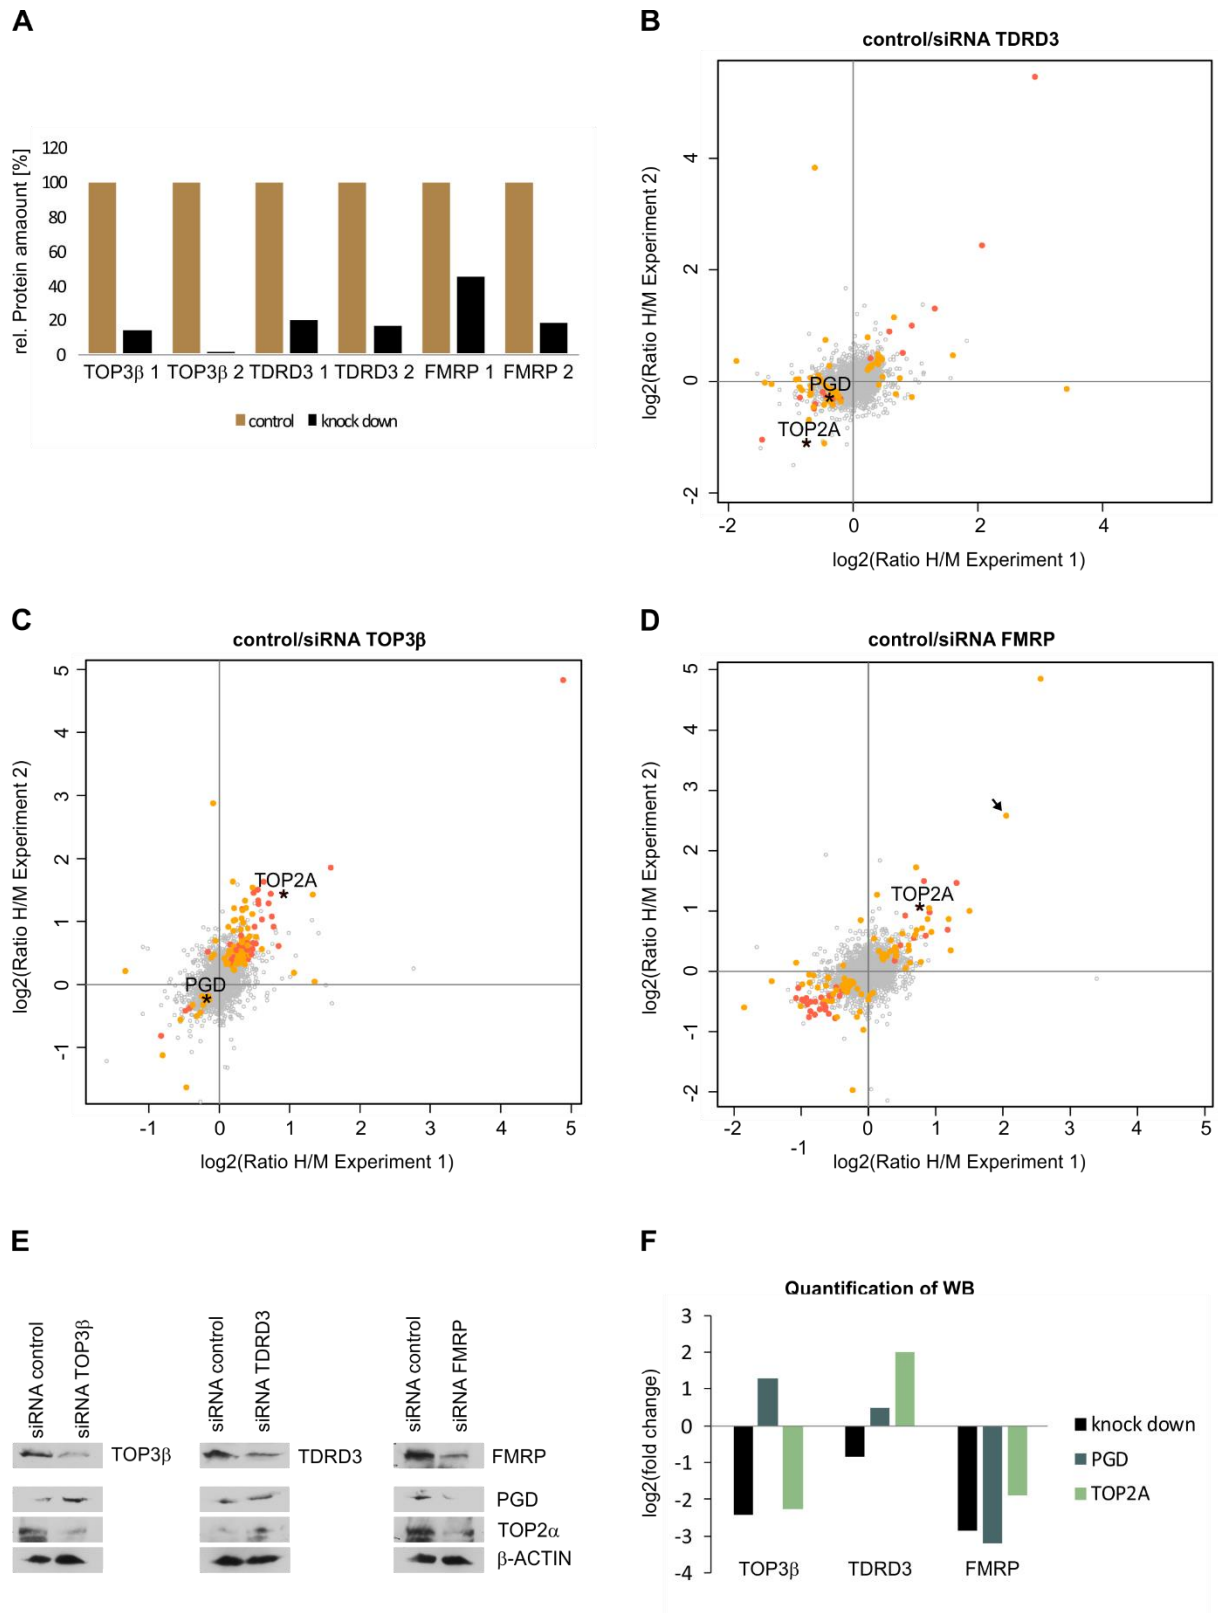 A
rel. Protein amaount [%]
120
100
80
60
40
20
0
TOP3β 1 TOP3β 2 TDRD3 1 TDRD3 2 FMRP 1 FMRP 2
control knock down
B
control/siRNA TDRD3
log2(Ratio H/M Experiment 2)
4
2
0
-2
PGD
TOP2A
-2 0 2 4
log2(Ratio H/M Experiment 1)
C
control/siRNA TOP3β
log2(Ratio H/M Experiment 2)
5
4
3
2
1
0
-1
TOP2A
PGD
-1 0 1 2 3 4 5
log2(Ratio H/M Experiment 1)
D
control/siRNA FMRP
log2(Ratio H/M Experiment 2)
5
4
3
2
1
0
-1
-2
TOP2A
-2 0 1 2 3 4 5
-1
log2(Ratio H/M Experiment 1)
E
siRNA control
siRNA TOP3β
siRNA control
siRNA TDRD3
siRNA control
siRNA FMRP
TOP3β
TDRD3
FMRP
PGD
TOP2α
β-ACTIN
F
Quantification of WB
log2(fold change)
3
2
1
0
-1
-2
-3
-4
TOP3β TDRD3 FMRP
knock down
PGD
TOP2A